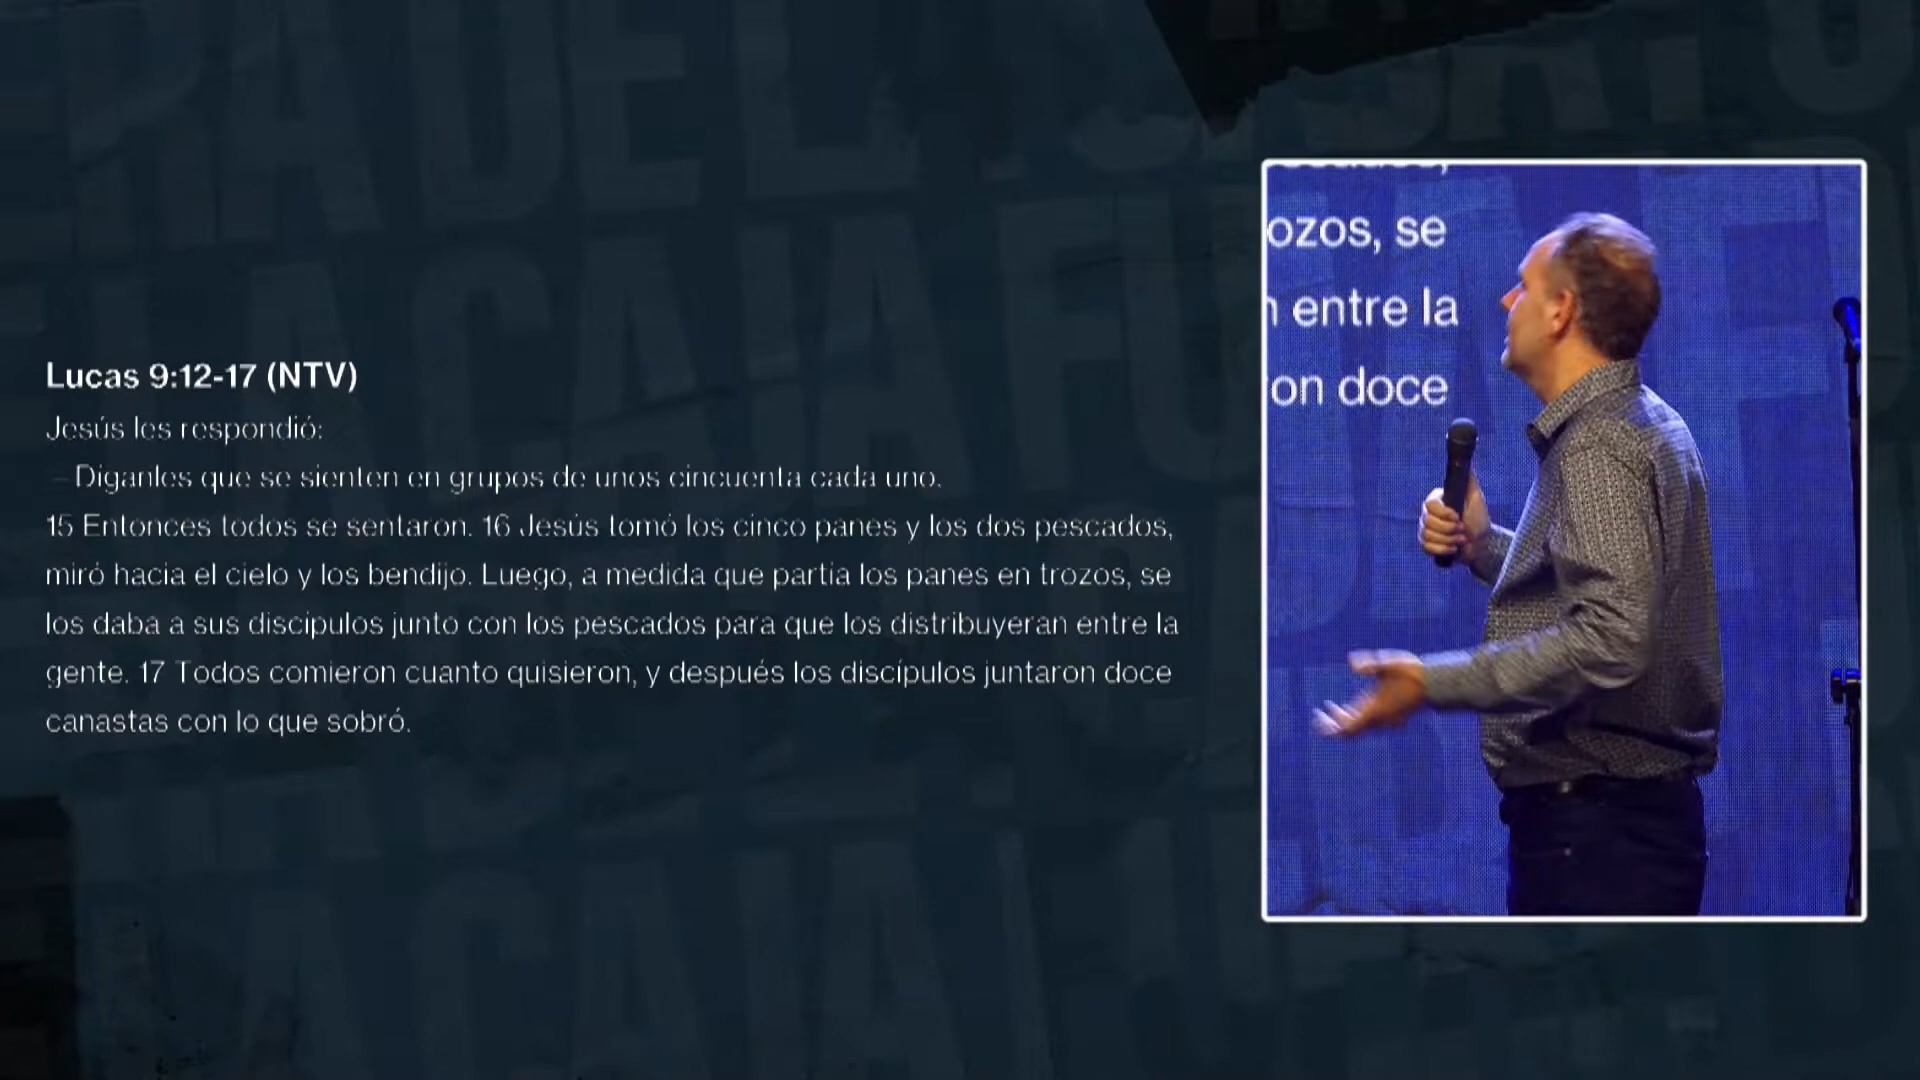 Lucas 9:12-17 (NTV)
Jesús les respondió:
—Díganles que se sienten en grupos de unos cincuenta cada uno.
15 Entonces todos se sentaron. 16 Jesús tomó los cinco panes y los dos pescados,
miró hacia el cielo y los bendijo. Luego, a medida que partía los panes en trozos, se
los daba a sus discípulos junto con los pescados para que los distribuyeran entre la
gente. 17 Todos comieron cuanto quisieron, y después los discípulos juntaron doce
canastas con lo que sobró.
ozos, se
n entre la
on doce